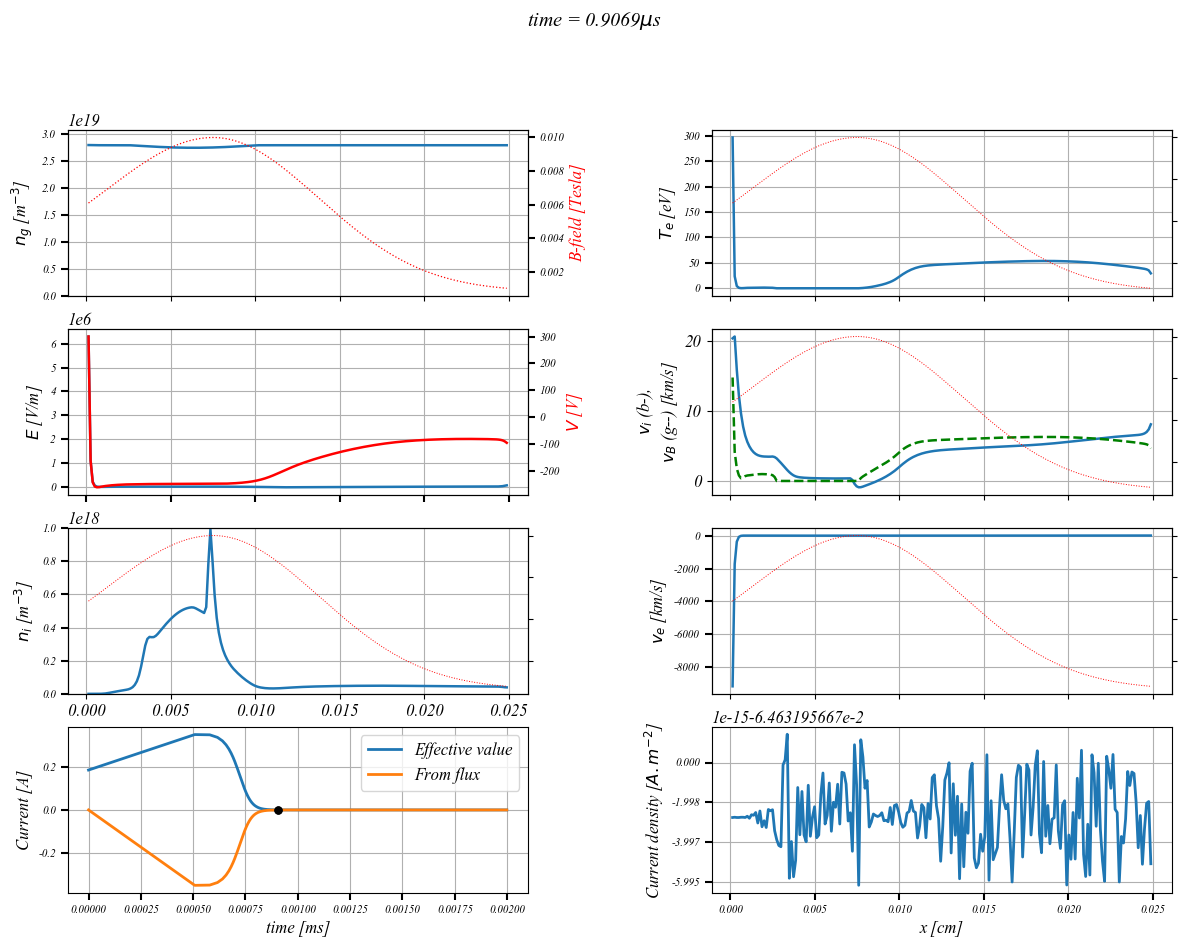 time = 0.9069μs
1e19
3.0
2.5
2.0
1.5
1.0
0.5
0.0
n_g [m^{-3}]
0.010
0.008
0.006
0.004
0.002
B-field [Tesla]
300
250
200
150
100
50
0
T_e [eV]
1e6
6
5
4
3
2
1
0
E [V/m]
300
200
100
0
-100
-200
V [V]
20
10
0
v_i (b-),
v_B (g--) [km/s]
1e18
1.0
0.8
0.6
0.4
0.2
0.0
n_i [m^{-3}]
0.000 0.005 0.010 0.015 0.020 0.025
0
-2000
-4000
-6000
-8000
v_e [km/s]
0.2
0.0
-0.2
Current [A]
Effective value
From flux
0.00000 0.00025 0.00050 0.00075 0.00100 0.00125 0.00150 0.00175 0.00200
time [ms]
1e-15-6.463195667e-2
0.000
-1.998
-3.997
-5.995
Current density [A.m^{-2}]
0.000 0.005 0.010 0.015 0.020 0.025
x [cm]